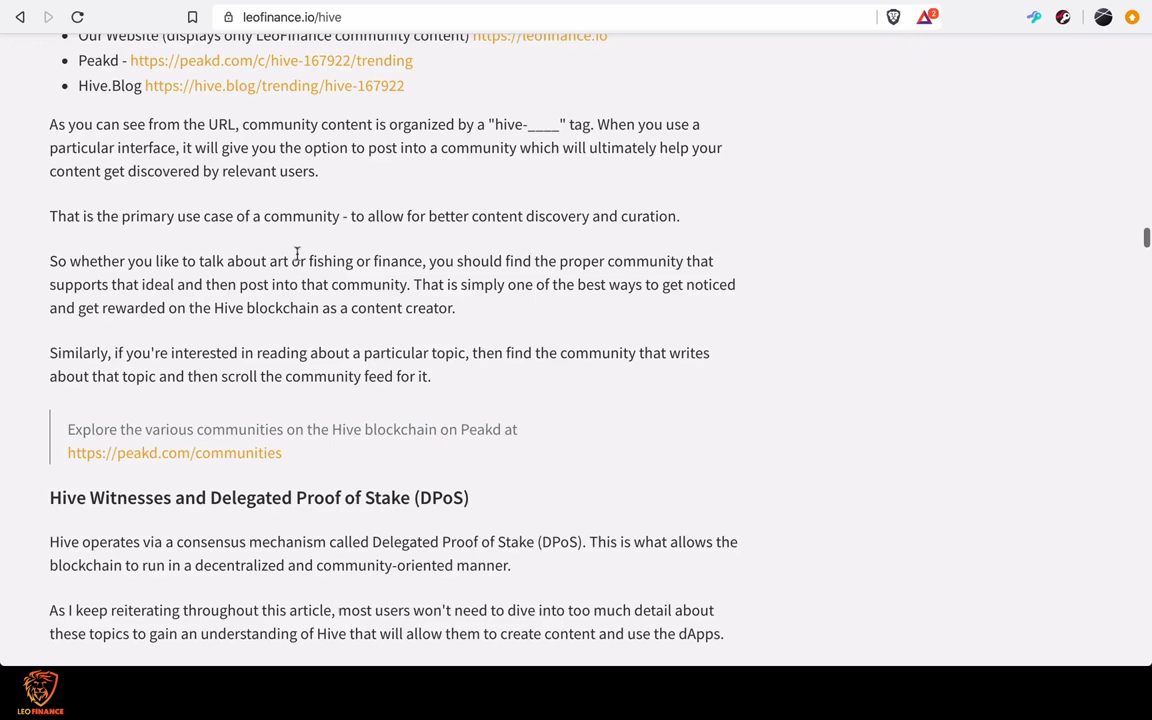 leofinance.io/hive
2
Our Website (displays only LeoFinance community content) https://leofinance.io
Peakd - https://peakd.com/c/hive-167922/trending
Hive.Blog https://hive.blog/trending/hive-167922
As you can see from the URL, community content is organized by a "hive-____" tag. When you use a
particular interface, it will give you the option to post into a community which will ultimately help your
content get discovered by relevant users.
That is the primary use case of a community - to allow for better content discovery and curation.
So whether you like to talk about art or fishing or finance, you should find the proper community that
supports that ideal and then post into that community. That is simply one of the best ways to get noticed
and get rewarded on the Hive blockchain as a content creator.
Similarly, if you're interested in reading about a particular topic, then find the community that writes
about that topic and then scroll the community feed for it.
Explore the various communities on the Hive blockchain on Peakd at
https://peakd.com/communities
Hive Witnesses and Delegated Proof of Stake (DPoS)
Hive operates via a consensus mechanism called Delegated Proof of Stake (DPoS). This is what allows the
blockchain to run in a decentralized and community-oriented manner.
As I keep reiterating throughout this article, most users won't need to dive into too much detail about
these topics to gain an understanding of Hive that will allow them to create content and use the dApps.
LEOFINANCE